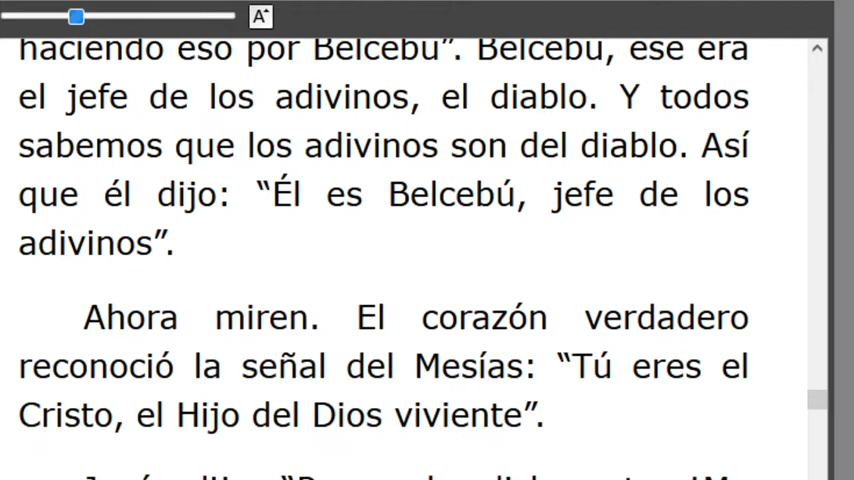 A
haciendo eso por Belcebú”. Belcebú, ese era
el jefe de los adivinos, el diablo. Y todos
sabemos que los adivinos son del diablo. Así
que él dijo: “Él es Belcebú, jefe de los
adivinos”.
Ahora miren. El corazón verdadero
reconoció la señal del Mesías: “Tú eres el
Cristo, el Hijo del Dios viviente”.